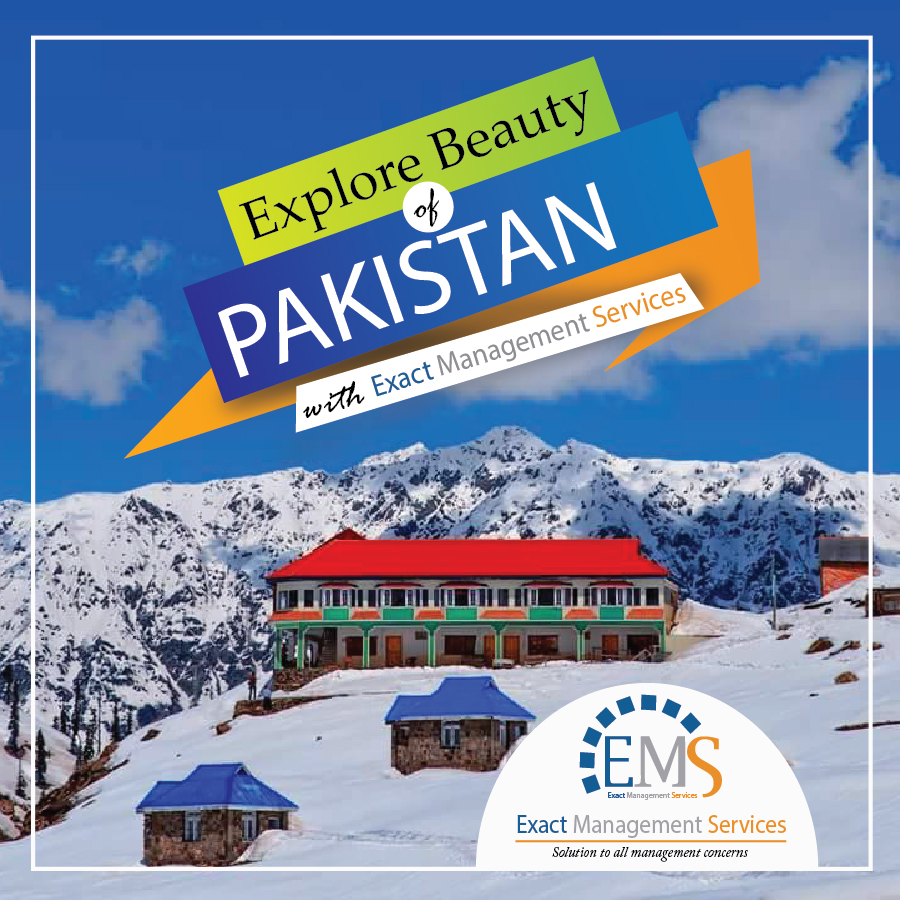 Explore Beauty
of
PAKISTAN
with Exact Management Services
EMS
Exact Management Services
Exact Management Services
Solution to all management concerns